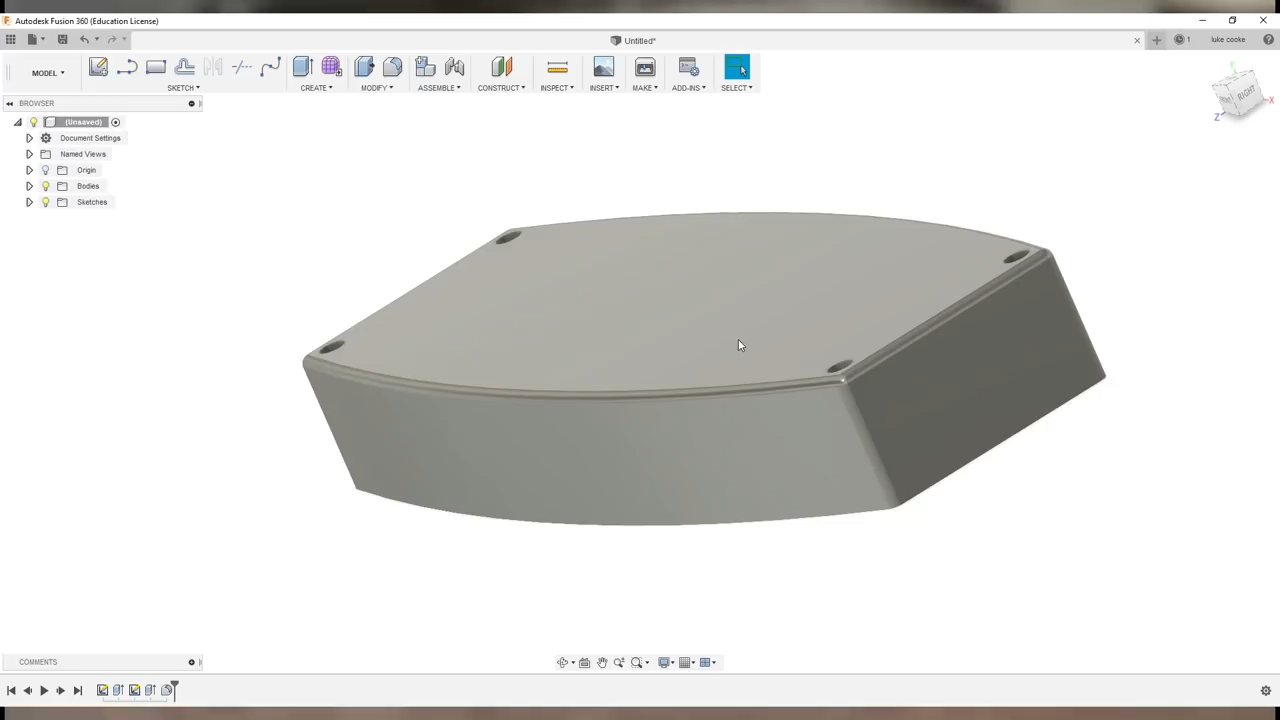 Autodesk Fusion 360 (Education License)
Untitled*
1
luke cooke
MODEL
SKETCH
CREATE
MODIFY
ASSEMBLE
CONSTRUCT
INSPECT
INSERT
MAKE
ADD-INS
SELECT
RIGHT
X
Y
Z
BROWSER
(Unsaved)
Document Settings
Named Views
Origin
Bodies
Sketches
COMMENTS